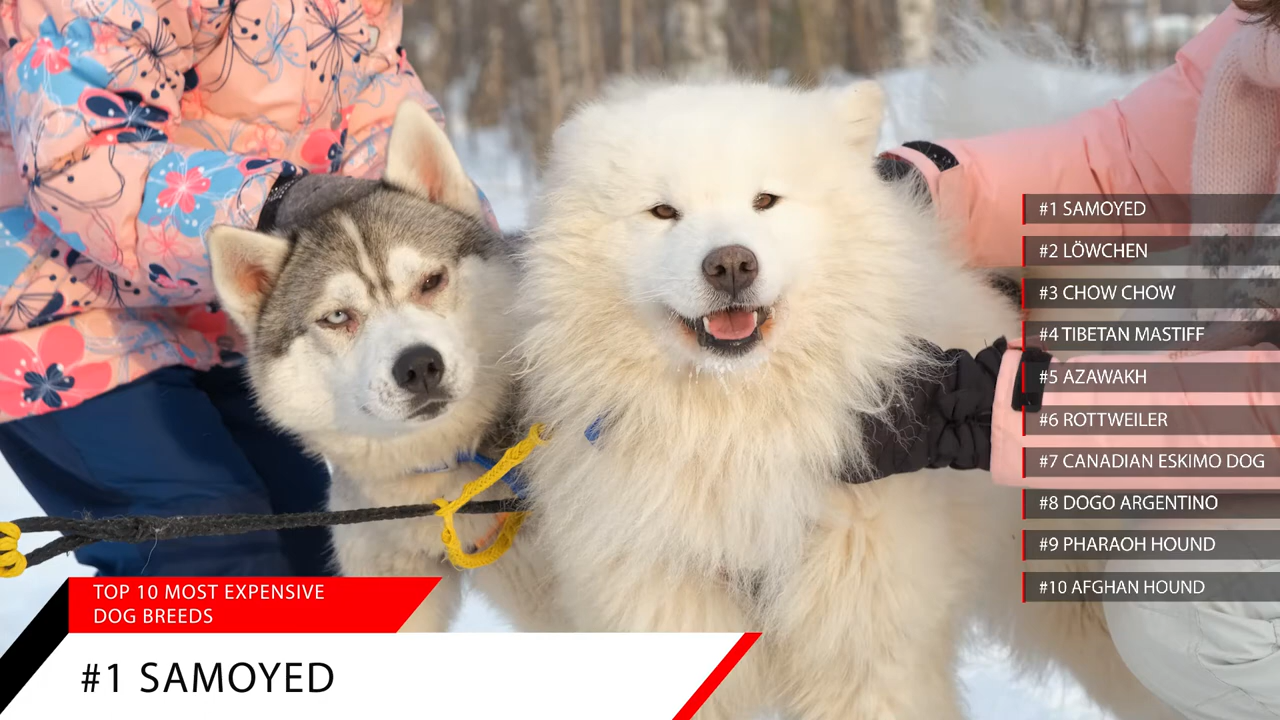 #1 SAMOYED
#2 LÖWCHEN
#3 CHOW CHOW
#4 TIBETAN MASTIFF
#5 AZAWAKH
#6 ROTTWEILER
#7 CANADIAN ESKIMO DOG
#8 DOGO ARGENTINO
#9 PHARAOH HOUND
#10 AFGHAN HOUND
TOP 10 MOST EXPENSIVE
DOG BREEDS
#1 SAMOYED